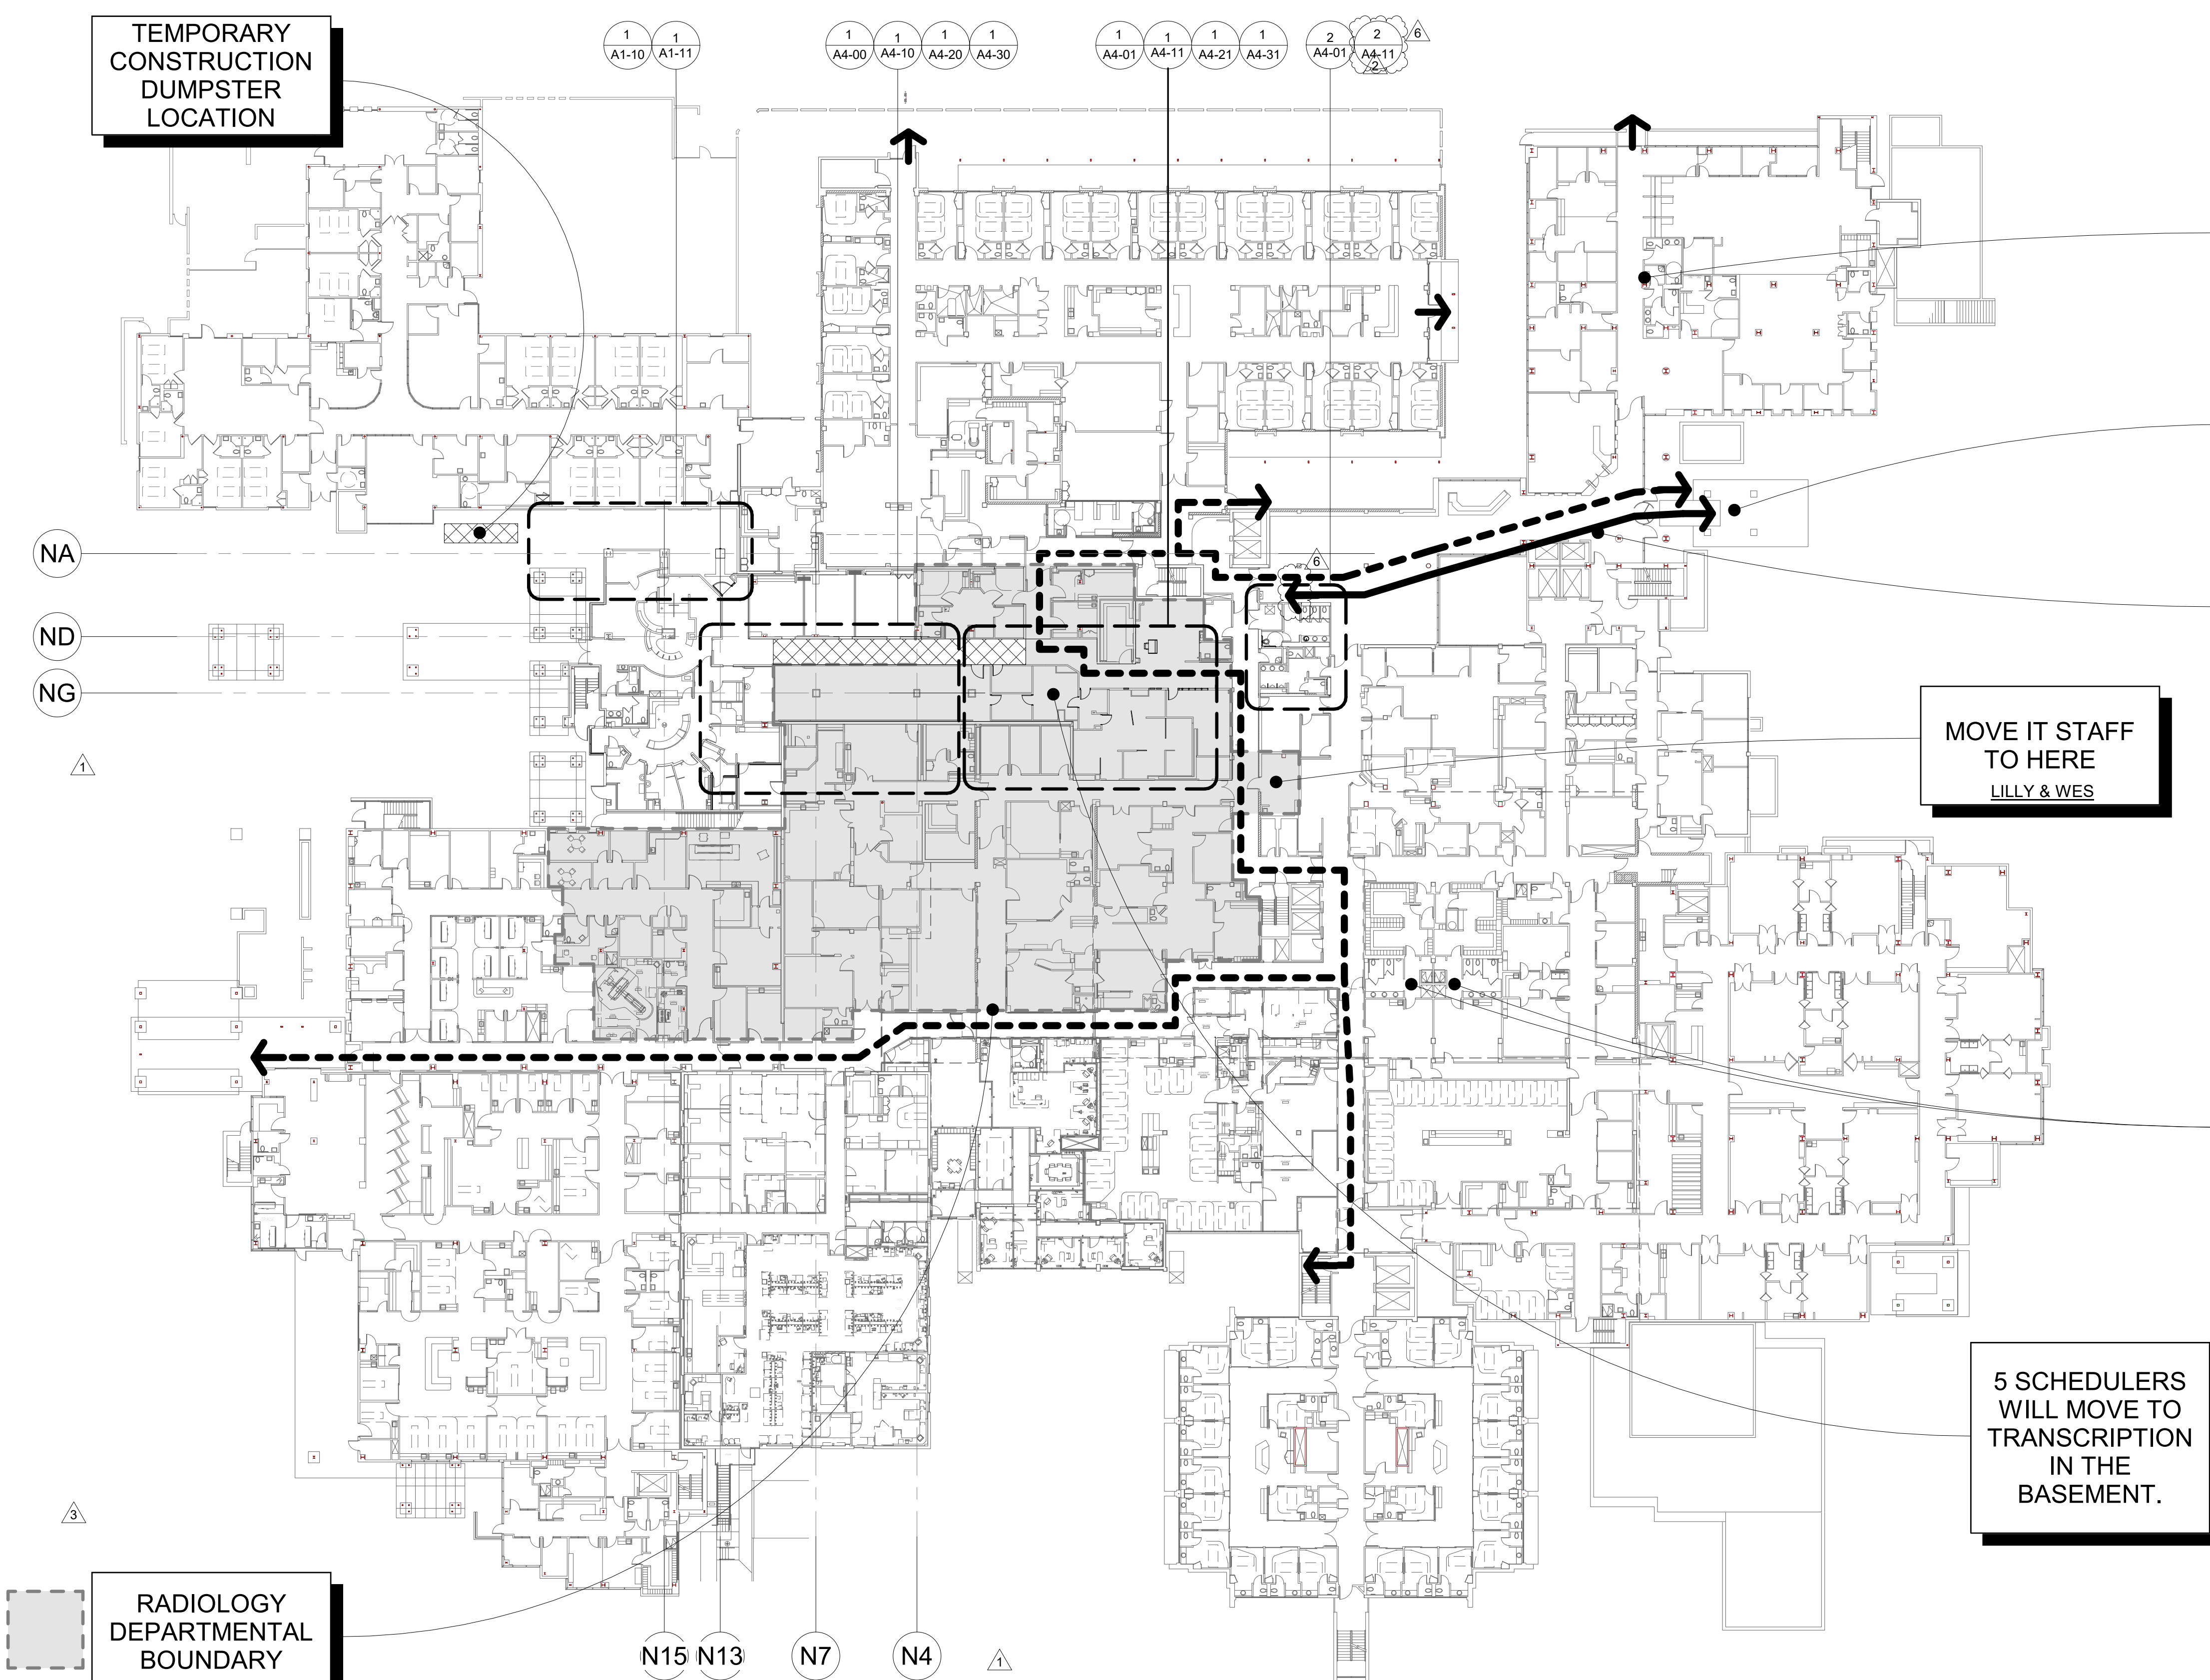 TEMPORARY
CONSTRUCTION
DUMPSTER
LOCATION
1
A1-10
1
A1-11
1
A4-00
1
A4-10
1
A4-20
1
A4-30
1
A4-01
1
A4-11
1
A4-21
1
A4-31
2
A4-01
2
A4-11
2
6
NA
6
ND
NG
1
MOVE IT STAFF
TO HERE
LILLY & WES
5 SCHEDULERS
WILL MOVE TO
TRANSCRIPTION
IN THE
BASEMENT.
3
RADIOLOGY
DEPARTMENTAL
BOUNDARY
N15
N13
N7
N4
1